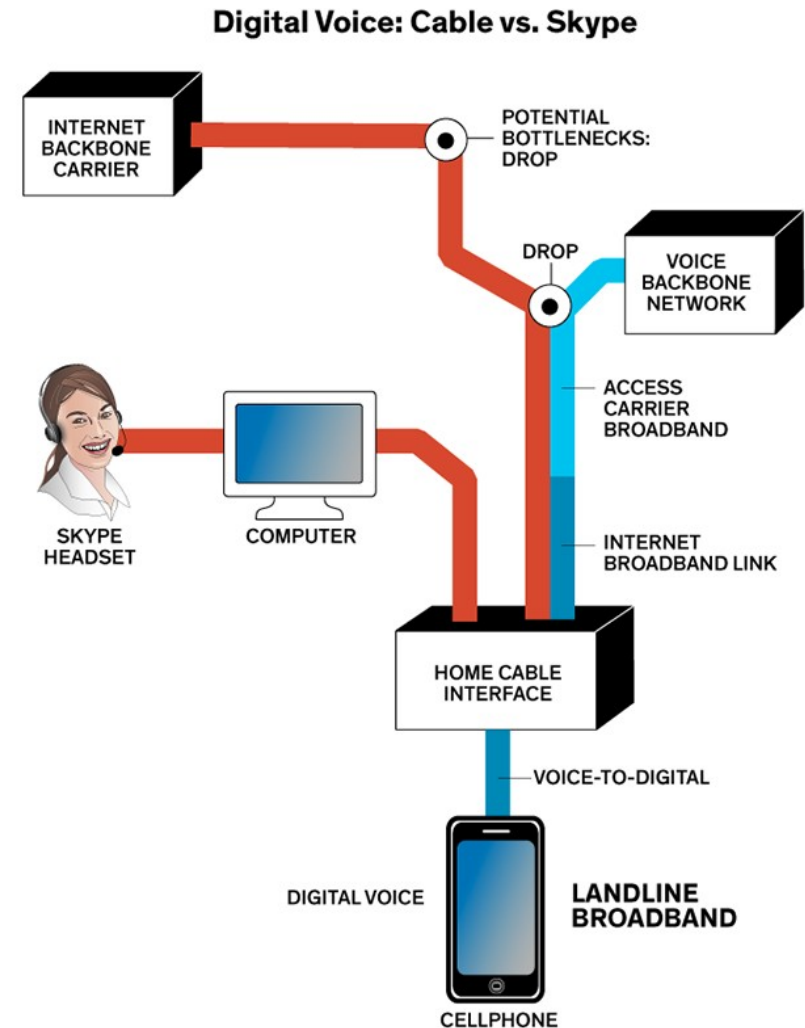 Digital Voice: Cable vs. Skype
INTERNET
BACKBONE
CARRIER
POTENTIAL
BOTTLENECKS:
DROP
DROP
VOICE
BACKBONE
NETWORK
ACCESS
CARRIER
BROADBAND
SKYPE
HEADSET
COMPUTER
INTERNET
BROADBAND LINK
HOME CABLE
INTERFACE
VOICE-TO-DIGITAL
DIGITAL VOICE
LANDLINE
BROADBAND
CELLPHONE